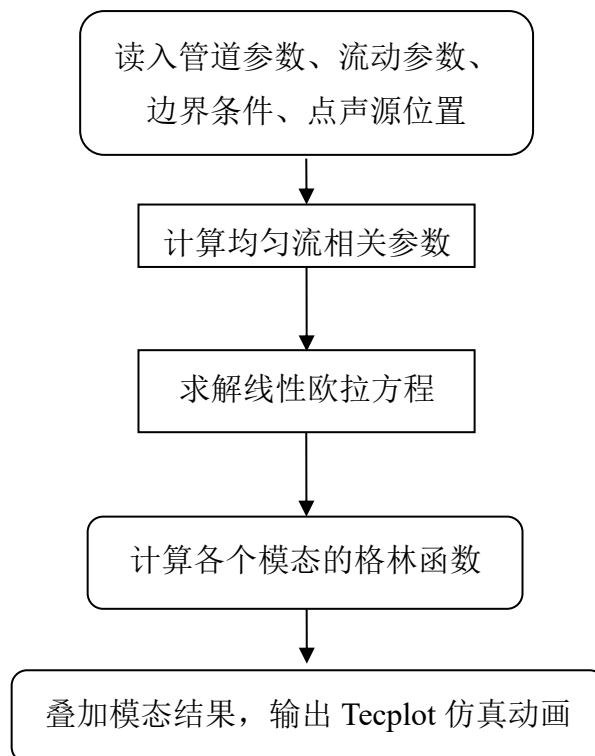 读入管道参数、流动参数、
边界条件、点声源位置
计算均匀流相关参数
求解线性欧拉方程
计算各个模态的格林函数
叠加模态结果，输出 Tecplot 仿真动画